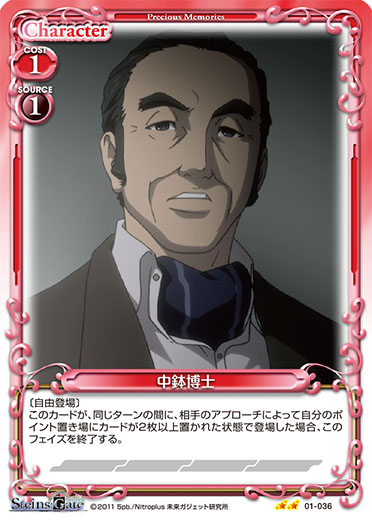 Precious Memories
Character
COST
1
SOURCE
1
中鉢博士
〔自由登場〕
このカードが、同じターンの間に、相手のアプローチによって自分のポ
イント置き場にカードが2枚以上置かれた状態で登場した場合、この
フェイズを終了する。
Steins;Gate
©2011 5pb./Nitroplus 未来ガジェット研究所
01-036